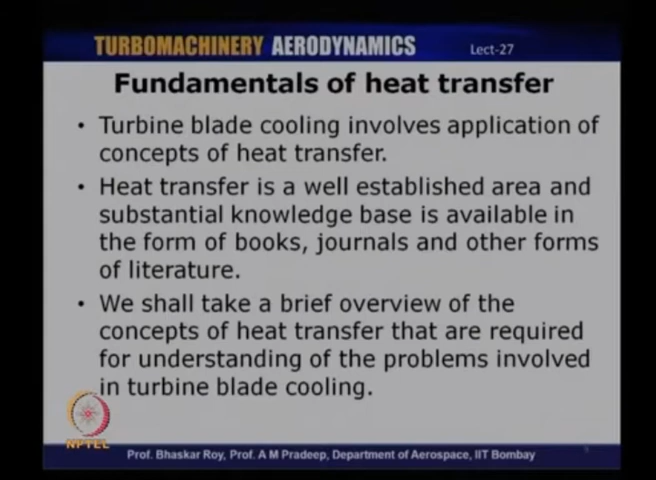 TURBOMACHINERY AERODYNAMICS Lect-27
Fundamentals of heat transfer
• Turbine blade cooling involves application of
concepts of heat transfer.
• Heat transfer is a well established area and
substantial knowledge base is available in
the form of books, journals and other forms
of literature.
• We shall take a brief overview of the
concepts of heat transfer that are required
for understanding of the problems involved
in turbine blade cooling.
NPTEL
Prof. Bhaskar Roy, Prof. A M Pradeep, Department of Aerospace, IIT Bombay